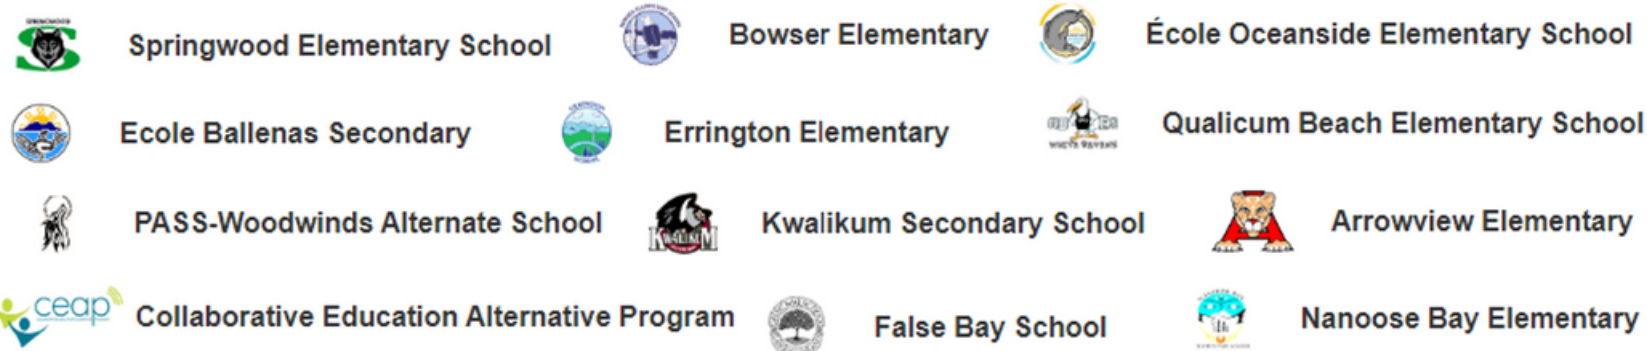 SPRINGWOOD
Springwood Elementary School
Bowser Elementary
École Oceanside Elementary School
Ecole Ballenas Secondary
Errington Elementary
Qualicum Beach Elementary School
PASS-Woodwinds Alternate School
KWALIKUM
Kwalikum Secondary School
Arrowview Elementary
ceap
Collaborative Education Alternative Program
False Bay School
Nanoose Bay Elementary